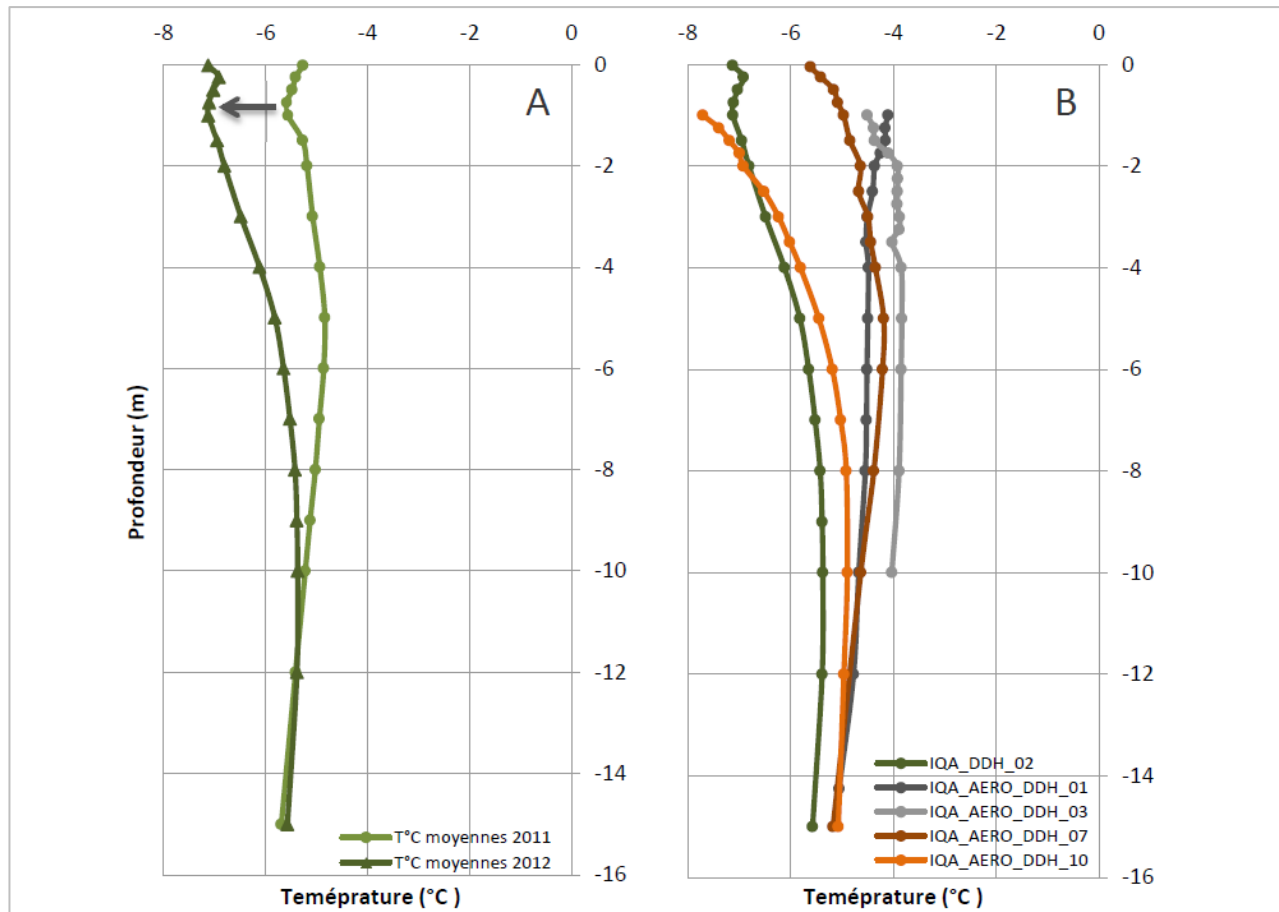 -8 -6 -4 -2 0
A
0
-2
-4
-6
-8
-10
-12
-14
-16
Profondeur (m)
T°C moyennes 2011
T°C moyennes 2012
Teméprature (°C )
-8 -6 -4 -2 0
B
0
-2
-4
-6
-8
-10
-12
-14
-16
IQA_DDH_02
IQA_AERO_DDH_01
IQA_AERO_DDH_03
IQA_AERO_DDH_07
IQA_AERO_DDH_10
Teméprature (°C )